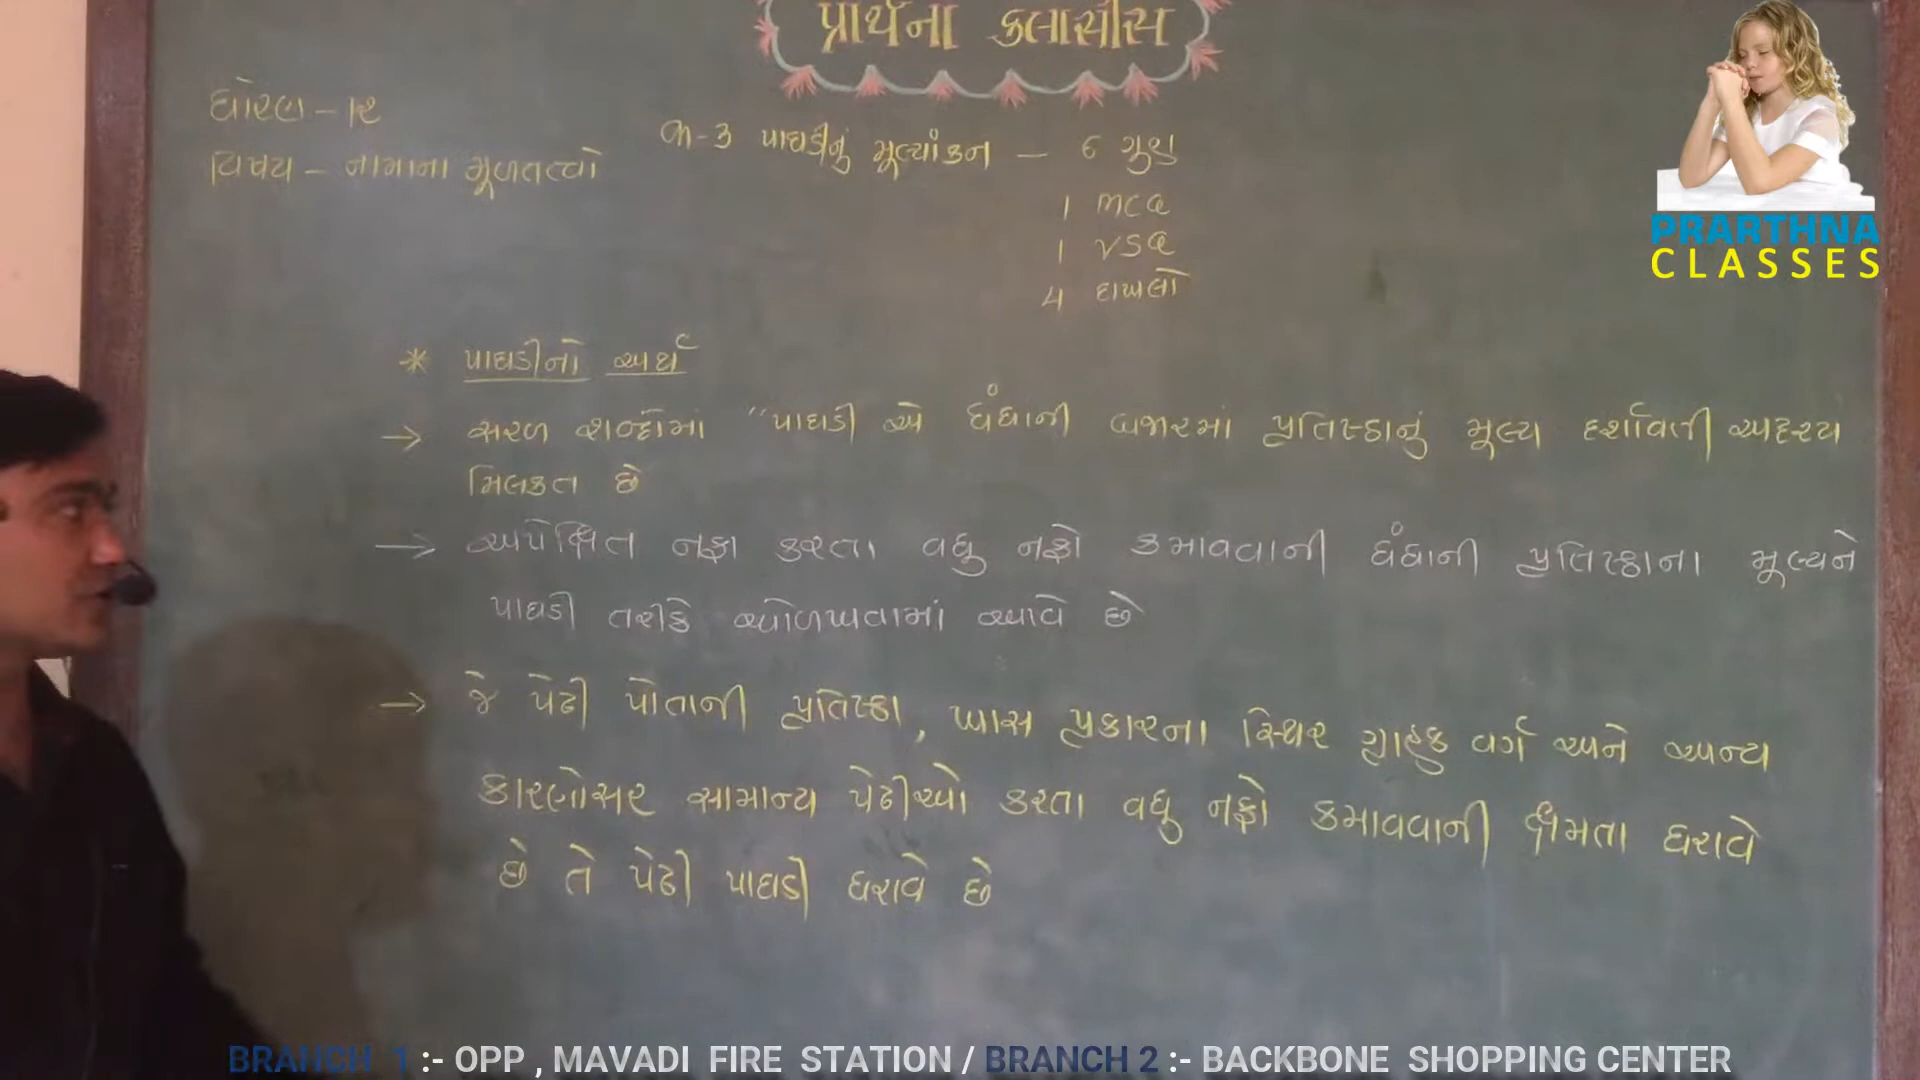 પ્રાર્થના ક્લાસીસ
ધોરણ - ૧૨
વિષય - નામાના મૂળતત્વો
પાઘડીનું મૂલ્યાંકન - ૬ ગુણ
1 MCQ
1 VSQ
4 દાખલો
* પાઘડીનો અર્થ
→ સરળ શબ્દોમાં "પાઘડી એ ધંધાની બજારમાં પ્રતિષ્ઠાનું મૂલ્ય દર્શાવતી અદ્રશ્ય
મિલકત છે
→ અપેક્ષિત નફા કરતા વધુ નફો કમાવવાની ધંધાની પ્રતિષ્ઠાના મૂલ્યને
પાઘડી તરીકે ઓળખવામાં આવે છે
→ જે પેઢી પોતાની પ્રતિષ્ઠા, ખાસ પ્રકારના સ્થિર ગ્રાહક વર્ગ અને અન્ય
કારણોસર સામાન્ય પેઢીઓ કરતા વધુ નફો કમાવવાની ક્ષમતા ધરાવે
છે તે પેઢી પાઘડી ધરાવે છે
PRARTHNA
CLASSES
BRANCH 1 :- OPP , MAVADI FIRE STATION / BRANCH 2 :- BACKBONE SHOPPING CENTER